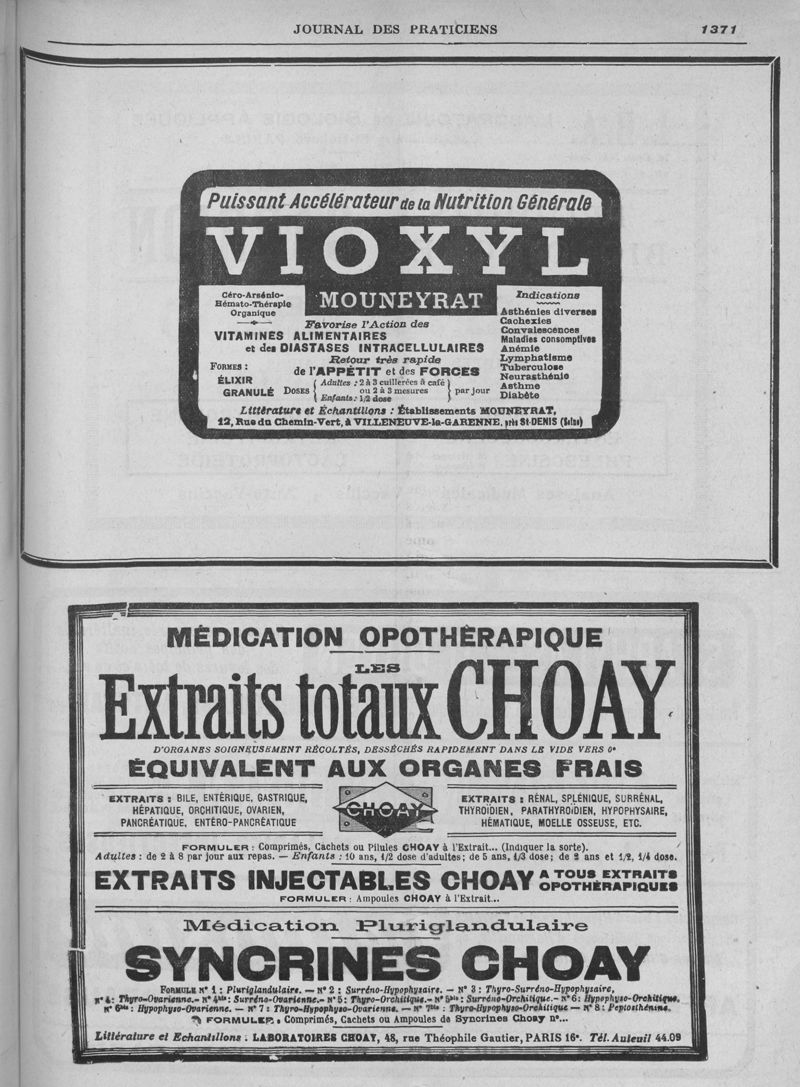 JOURNAL DES PRATICIENS
1371
Puissant Accélérateur de la Nutrition Générale
VIOXYL
MOUNEYRAT
Céro-Arsénio-
Hémato-Thérapie
Organique
Favorise l'Action des
VITAMINES ALIMENTAIRES
et des DIASTASES INTRACELLULAIRES
Retour très rapide
de l'APPÉTIT et des FORCES
FORMES :
ÉLIXIR
GRANULÉ
DOSES
Adultes : 2 à 3 cuillerées à café
ou 2 à 3 mesures
Enfants : 1/2 dose
par jour
Indications
Asthénies diverses
Cachexies
Convalescences
Maladies consomptives
Anémie
Lymphatisme
Tuberculose
Neurasthénie
Asthme
Diabète
Littérature et Échantillons : Établissements MOUNEYRAT,
12, Rue du Chemin-Vert, à VILLENEUVE-la-GARENNE, près St-DENIS (Seine)
MÉDICATION OPOTHÉRAPIQUE
LES
Extraits totaux CHOAY
D'ORGANES SOIGNEUSEMENT RÉCOLTÉS, DESSÉCHÉS RAPIDEMENT DANS LE VIDE VERS 0°
ÉQUIVALENT AUX ORGANES FRAIS
EXTRAITS : BILE, ENTÉRIQUE, GASTRIQUE,
HÉPATIQUE, ORCHITIQUE, OVARIEN,
PANCRÉATIQUE, ENTÉRO-PANCRÉATIQUE
CHOAY
EXTRAITS : RÉNAL, SPLÉNIQUE, SURRÉNAL,
THYROÏDIEN, PARATHYROÏDIEN, HYPOPHYSAIRE,
HÉMATIQUE, MOELLE OSSEUSE, ETC.
FORMULER : Comprimés, Cachets ou Pilules CHOAY à l'Extrait... (Indiquer la sorte).
Adultes : de 2 à 8 par jour aux repas. — Enfants : 10 ans, 1/2 dose d'adultes; de 5 ans, 1/3 dose; de 2 ans et 1/2, 1/4 dose.
EXTRAITS INJECTABLES CHOAY A TOUS EXTRAITS OPOTHÉRAPIQUES
FORMULER : Ampoules CHOAY à l'Extrait...
Médication Pluriglandulaire
SYNCRINES CHOAY
FORMULE N° 1 : Pluriglandulaire. — N° 2 : Surréno-Hypophysaire. — N° 3 : Thyro-Surréno-Hypophysaire,
N° 4 : Thyro-Ovarienne. — N° 4bis : Surréno-Ovarienne. — N° 5 : Thyro-Orchitique. — N° 5bis : Surréno-Orchitique. — N° 6 : Hypophyso-Orchitique.
N° 6bis : Hypophyso-Ovarienne. — N° 7 : Thyro-Hypophyso-Ovarienne. — N° 7bis : Thyro-Hypophyso-Orchitique — N° 8 : Peptosthénine.
FORMULER : Comprimés, Cachets ou Ampoules de Syncrines Choay n°...
Littérature et Echantillons : LABORATOIRES CHOAY, 48, rue Théophile Gautier, PARIS 16e. Tél. Auteuil 44.09